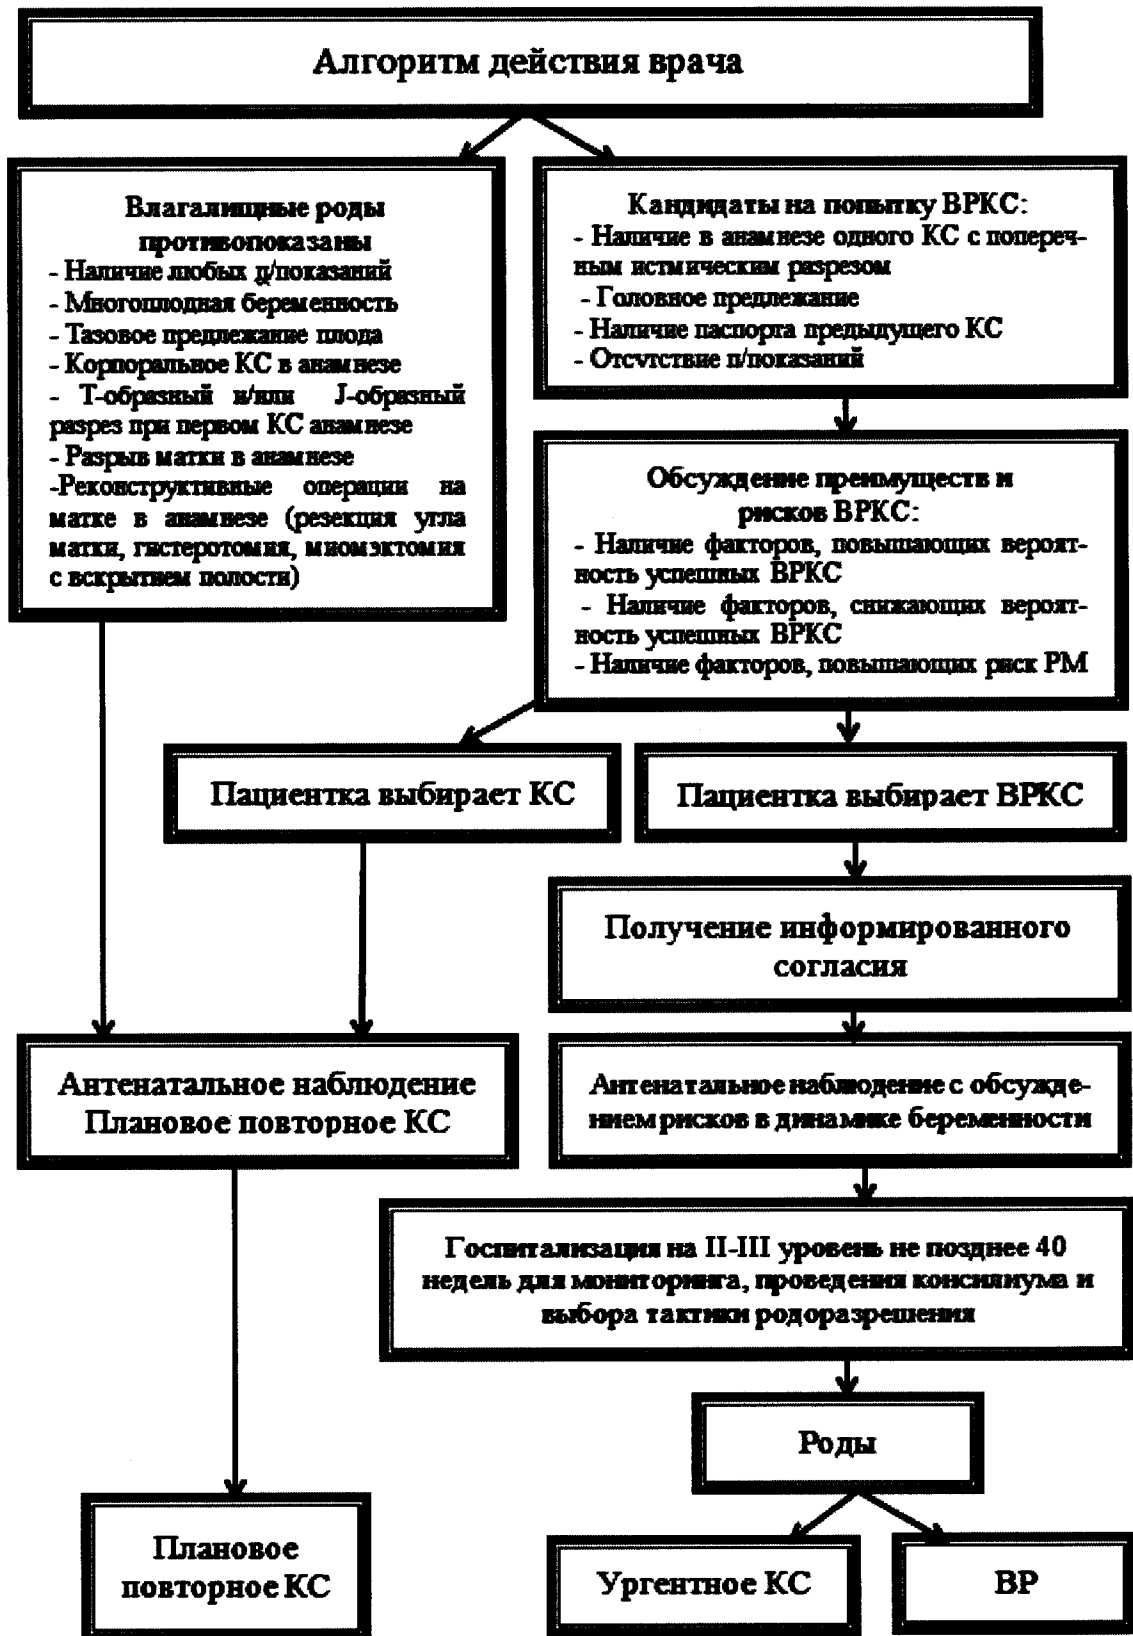 Алгоритм действия врача
Влагалищные роды
противопоказаны
- Наличие любых д/показаний
- Многоплодная беременность
- Тазовое предлежание плода
- Корпоральное КС в анамнезе
- Т-образный и/или J-образный
разрез при первом КС анамнезе
- Разрыв матки в анамнезе
-Реконструктивные операции на
матке в анамнезе (резекция угла
матки, гистеротомия, миомэктомия
с вскрытием полости)
Кандидаты на попытку ВРКС:
- Наличие в анамнезе одного КС с попереч-
ным истмическим разрезом
- Головное предлежание
- Наличие паспорта предыдущего КС
- Отсутствие п/показаний
Обсуждение преимуществ и
рисков ВРКС:
- Наличие факторов, повышающих вероят-
ность успешных ВРКС
- Наличие факторов, снижающих вероят-
ность успешных ВРКС
- Наличие факторов, повышающих риск РМ
Пациентка выбирает КС
Пациентка выбирает ВРКС
Получение информированного
согласия
Антенатальное наблюдение
Плановое повторное КС
Антенатальное наблюдение с обсужде-
нием рисков в динамике беременности
Госпитализация на II-III уровень не позднее 40
недель для мониторинга, проведения консилиума и
выбора тактики родоразрешения
Роды
Плановое
повторное КС
Ургентное КС
ВР